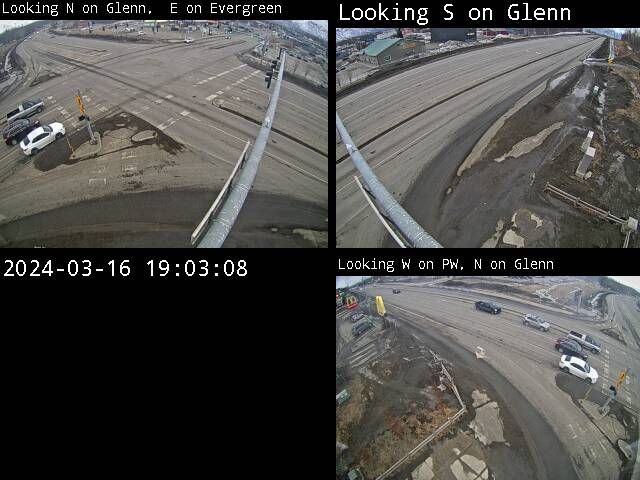 Looking N on Glenn, E on Evergreen
Looking S on Glenn
2024-03-16 19:03:08
Looking W on PW, N on Glenn